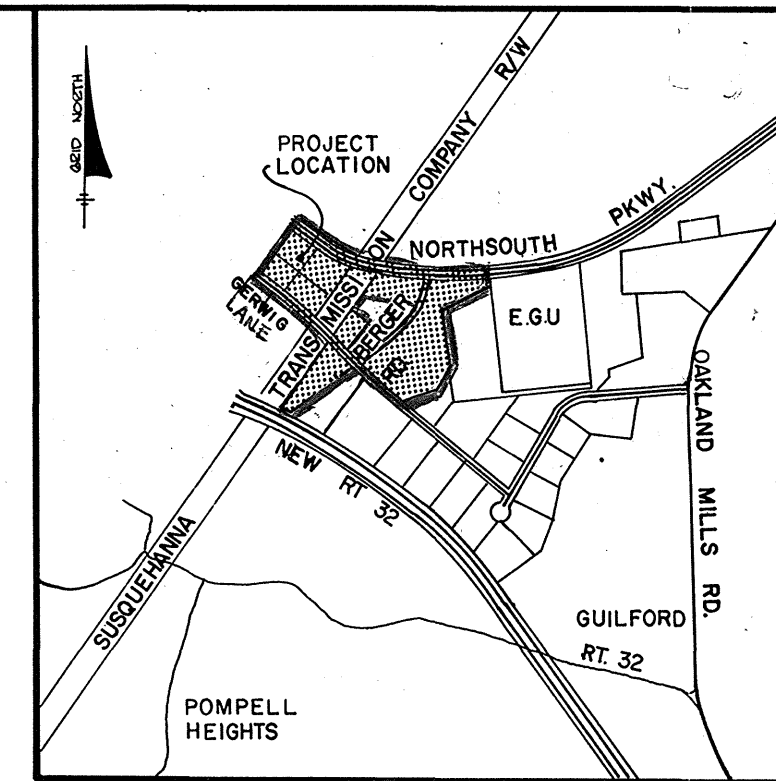 GRID NORTH
PROJECT
LOCATION
SUSQUEHANNA TRANSMISSION COMPANY R/W
NORTHSOUTH PKWY.
GERWIG
LANE
BERGER RD.
E.G.U
OAKLAND MILLS RD.
NEW RT 32
GUILFORD
RT. 32
POMPELL
HEIGHTS